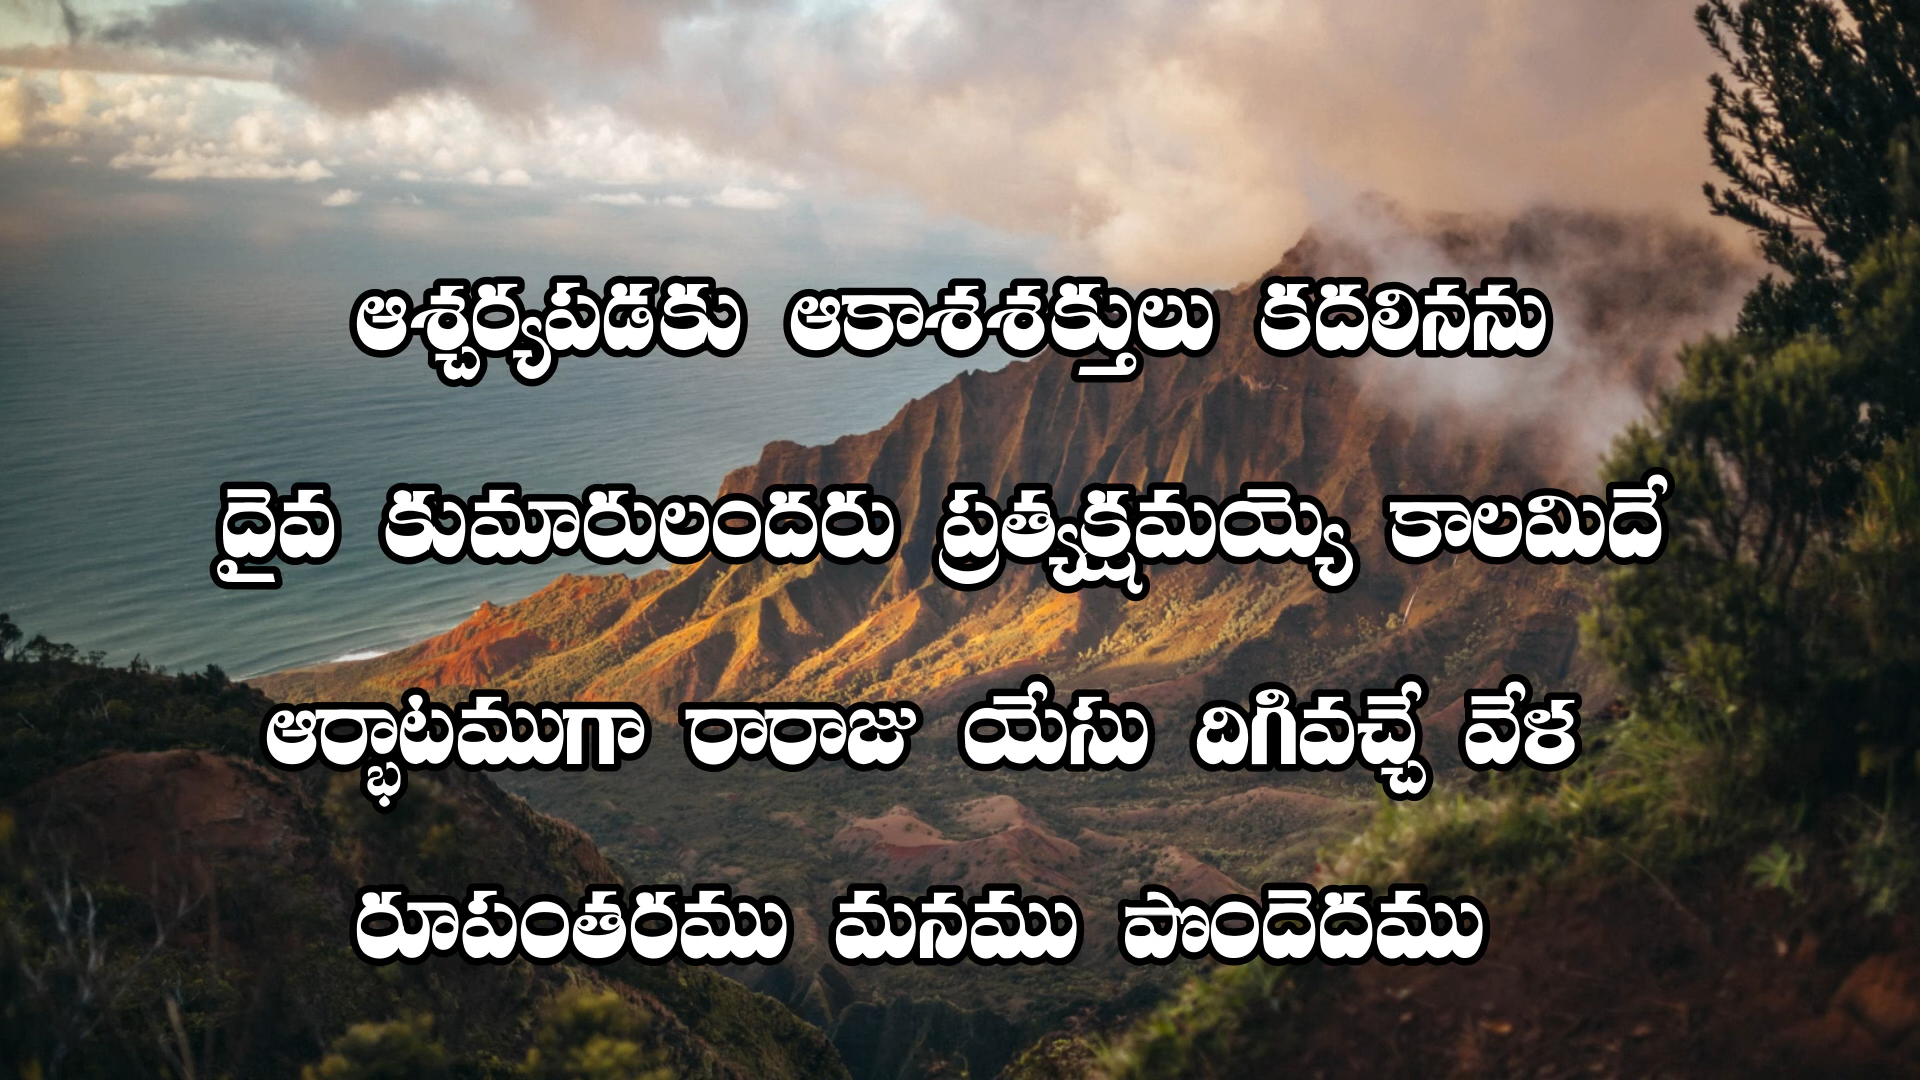 ఆశ్చర్యపడకు ఆకాశశక్తులు కదలినను
దైవ కుమారులందరు ప్రత్యక్షమయ్యె కాలమిదే
ఆర్భాటముగా రారాజు యేసు దిగివచ్చే వేళ
రూపంతరము మనము పొందెదము